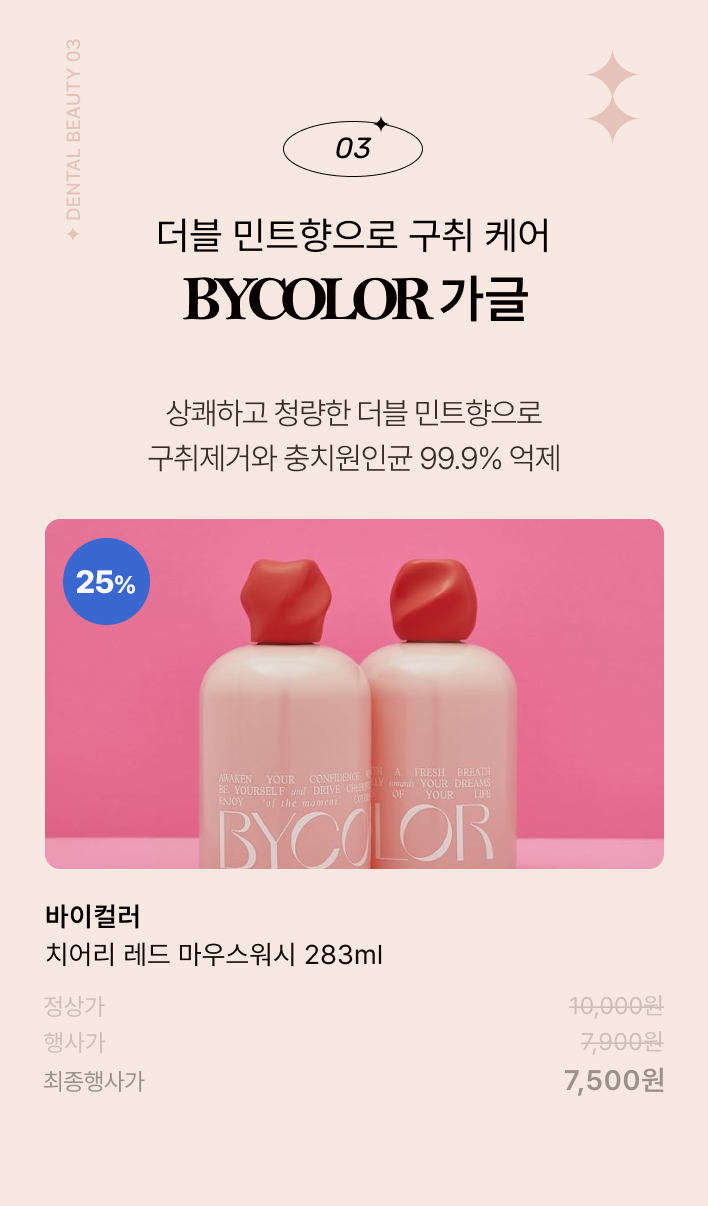 ✦ DENTAL BEAUTY 03
03
더블 민트향으로 구취 케어
BYCOLOR 가글
상쾌하고 청량한 더블 민트향으로
구취제거와 충치원인균 99.9% 억제
25%
AWAKEN YOUR CONFIDENCE
BE YOURSELF and DRIVE
ENJOY 'of the moment'
BYCO
A FRESH BREATH
towards YOUR DREAMS
OF YOUR LIFE
LOR
바이컬러
치어리 레드 마우스워시 283ml
정상가 10,000원
행사가 7,900원
최종행사가 7,500원